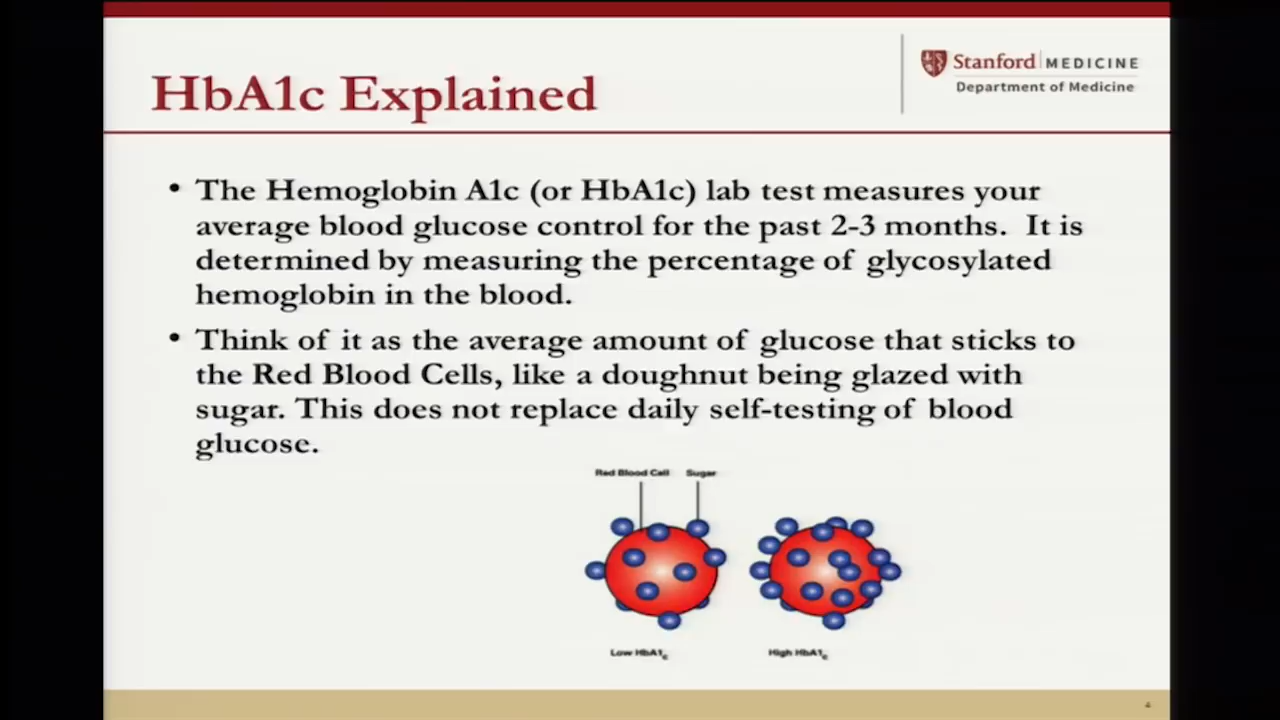 Stanford MEDICINE
Department of Medicine
HbA1c Explained
• The Hemoglobin A1c (or HbA1c) lab test measures your
average blood glucose control for the past 2-3 months. It is
determined by measuring the percentage of glycosylated
hemoglobin in the blood.
• Think of it as the average amount of glucose that sticks to
the Red Blood Cells, like a doughnut being glazed with
sugar. This does not replace daily self-testing of blood
glucose.
Red Blood Cell Sugar
Low HbA1c High HbA1c
4